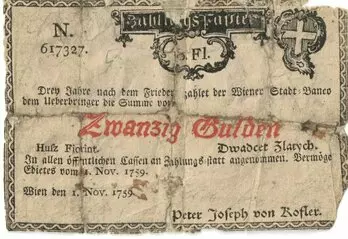 N.
617327.
Zahlungs-Papier
Fl.
Drey Jahre nach dem Frieden zahlet der Wiener Stadt-Banco
dem Ueberbringer die Summe von
Zwanzig Gulden
Husz Fiorint. Dwadcet Zlatych.
In allen öffentlichen Cassen an Zahlungs-statt angenommen. Vermöge
Edictes vom 1. Nov. 1759.
Wien den 1. Nov. 1759.
Peter Joseph von Kofler.